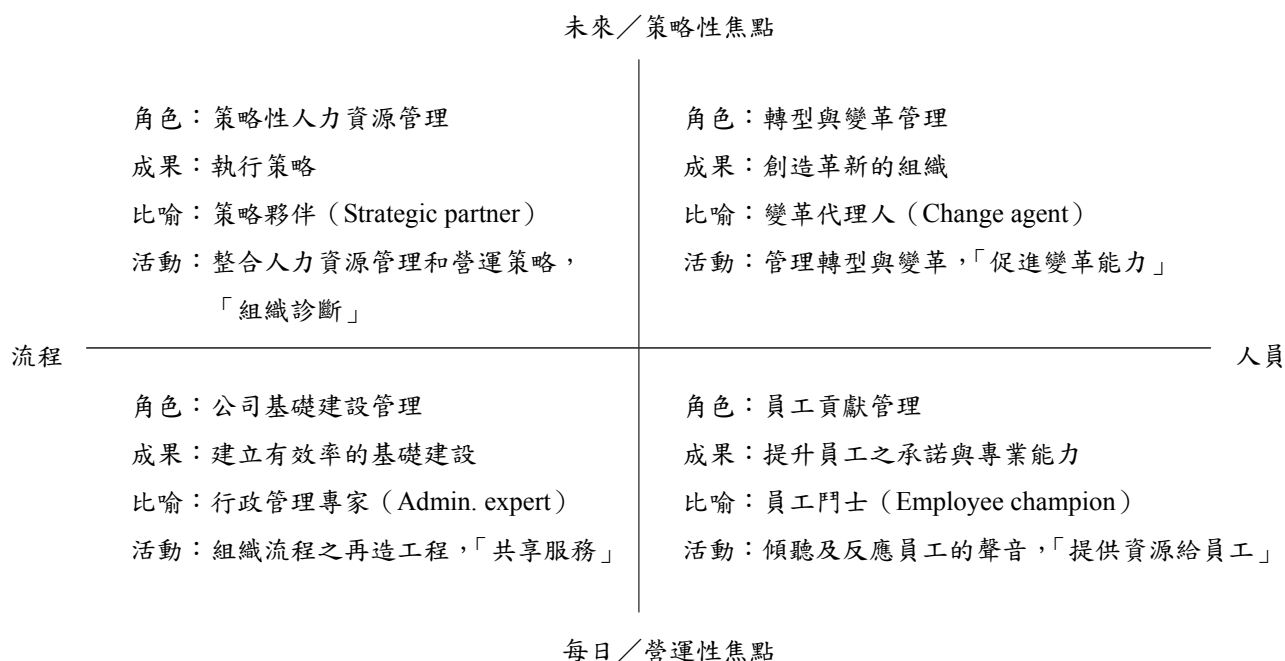 未來／策略性焦點
角色：策略性人力資源管理
成果：執行策略
比喻：策略夥伴（Strategic partner）
活動：整合人力資源管理和營運策略，
「組織診斷」
角色：轉型與變革管理
成果：創造革新的組織
比喻：變革代理人（Change agent）
活動：管理轉型與變革，「促進變革能力」
流程
人員
角色：公司基礎建設管理
成果：建立有效率的基礎建設
比喻：行政管理專家（Admin. expert）
活動：組織流程之再造工程，「共享服務」
角色：員工貢獻管理
成果：提升員工之承諾與專業能力
比喻：員工鬥士（Employee champion）
活動：傾聽及反應員工的聲音，「提供資源給員工」
每日／營運性焦點